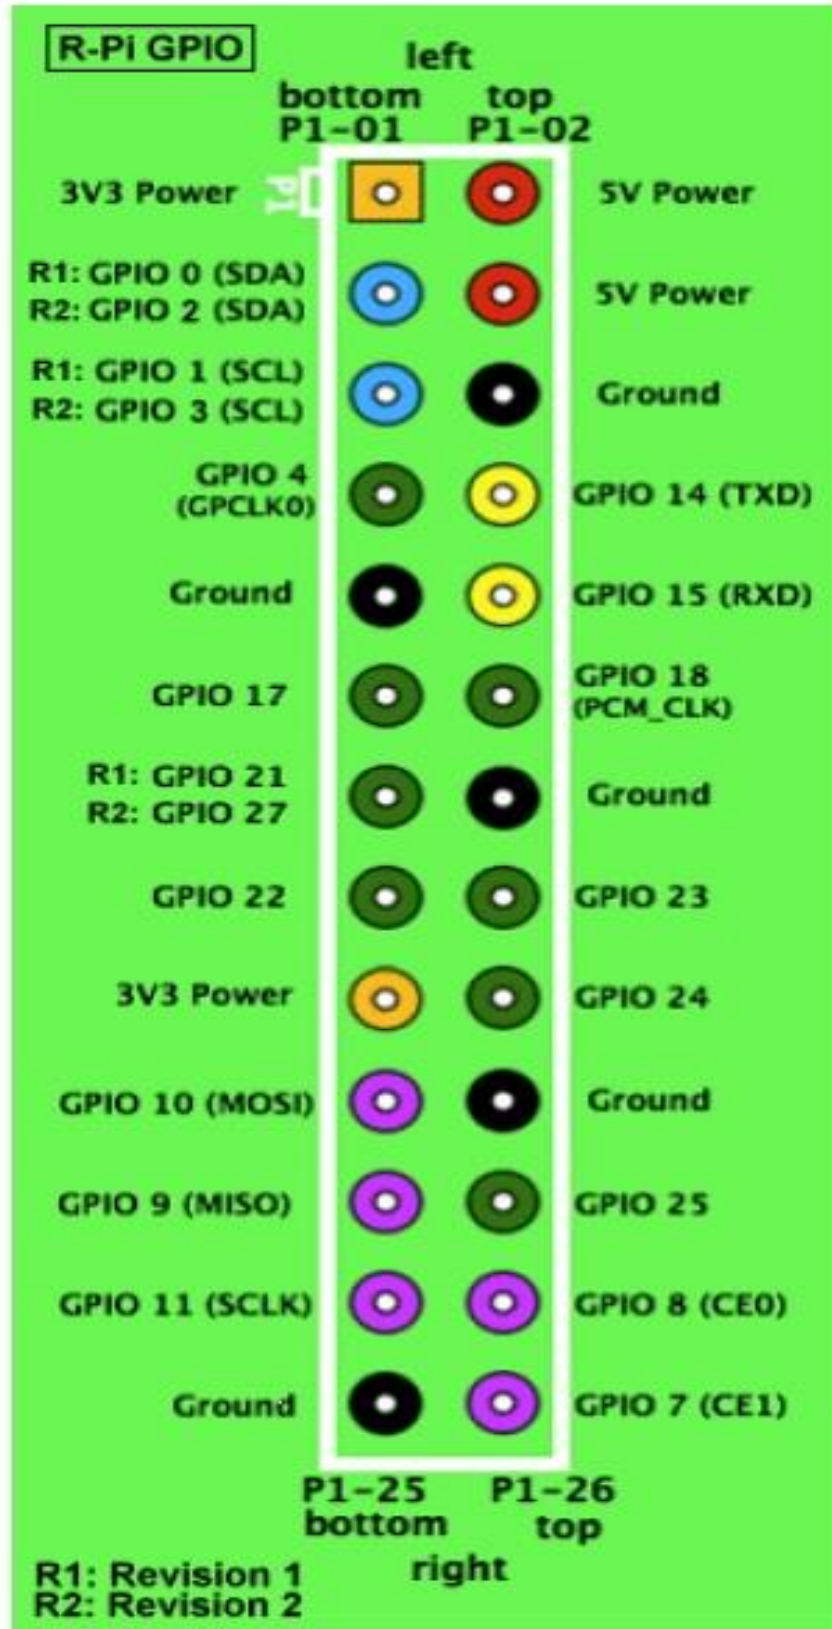 R-Pi GPIO
left
bottom top
P1-01 P1-02
3V3 Power P1 5V Power
R1: GPIO 0 (SDA)
R2: GPIO 2 (SDA)
5V Power
R1: GPIO 1 (SCL)
R2: GPIO 3 (SCL)
Ground
GPIO 4
(GPCLK0)
GPIO 14 (TXD)
Ground GPIO 15 (RXD)
GPIO 17
GPIO 18
(PCM_CLK)
R1: GPIO 21
R2: GPIO 27
Ground
GPIO 22 GPIO 23
3V3 Power GPIO 24
GPIO 10 (MOSI) Ground
GPIO 9 (MISO) GPIO 25
GPIO 11 (SCLK) GPIO 8 (CE0)
Ground GPIO 7 (CE1)
P1-25 P1-26
bottom top
right
R1: Revision 1
R2: Revision 2